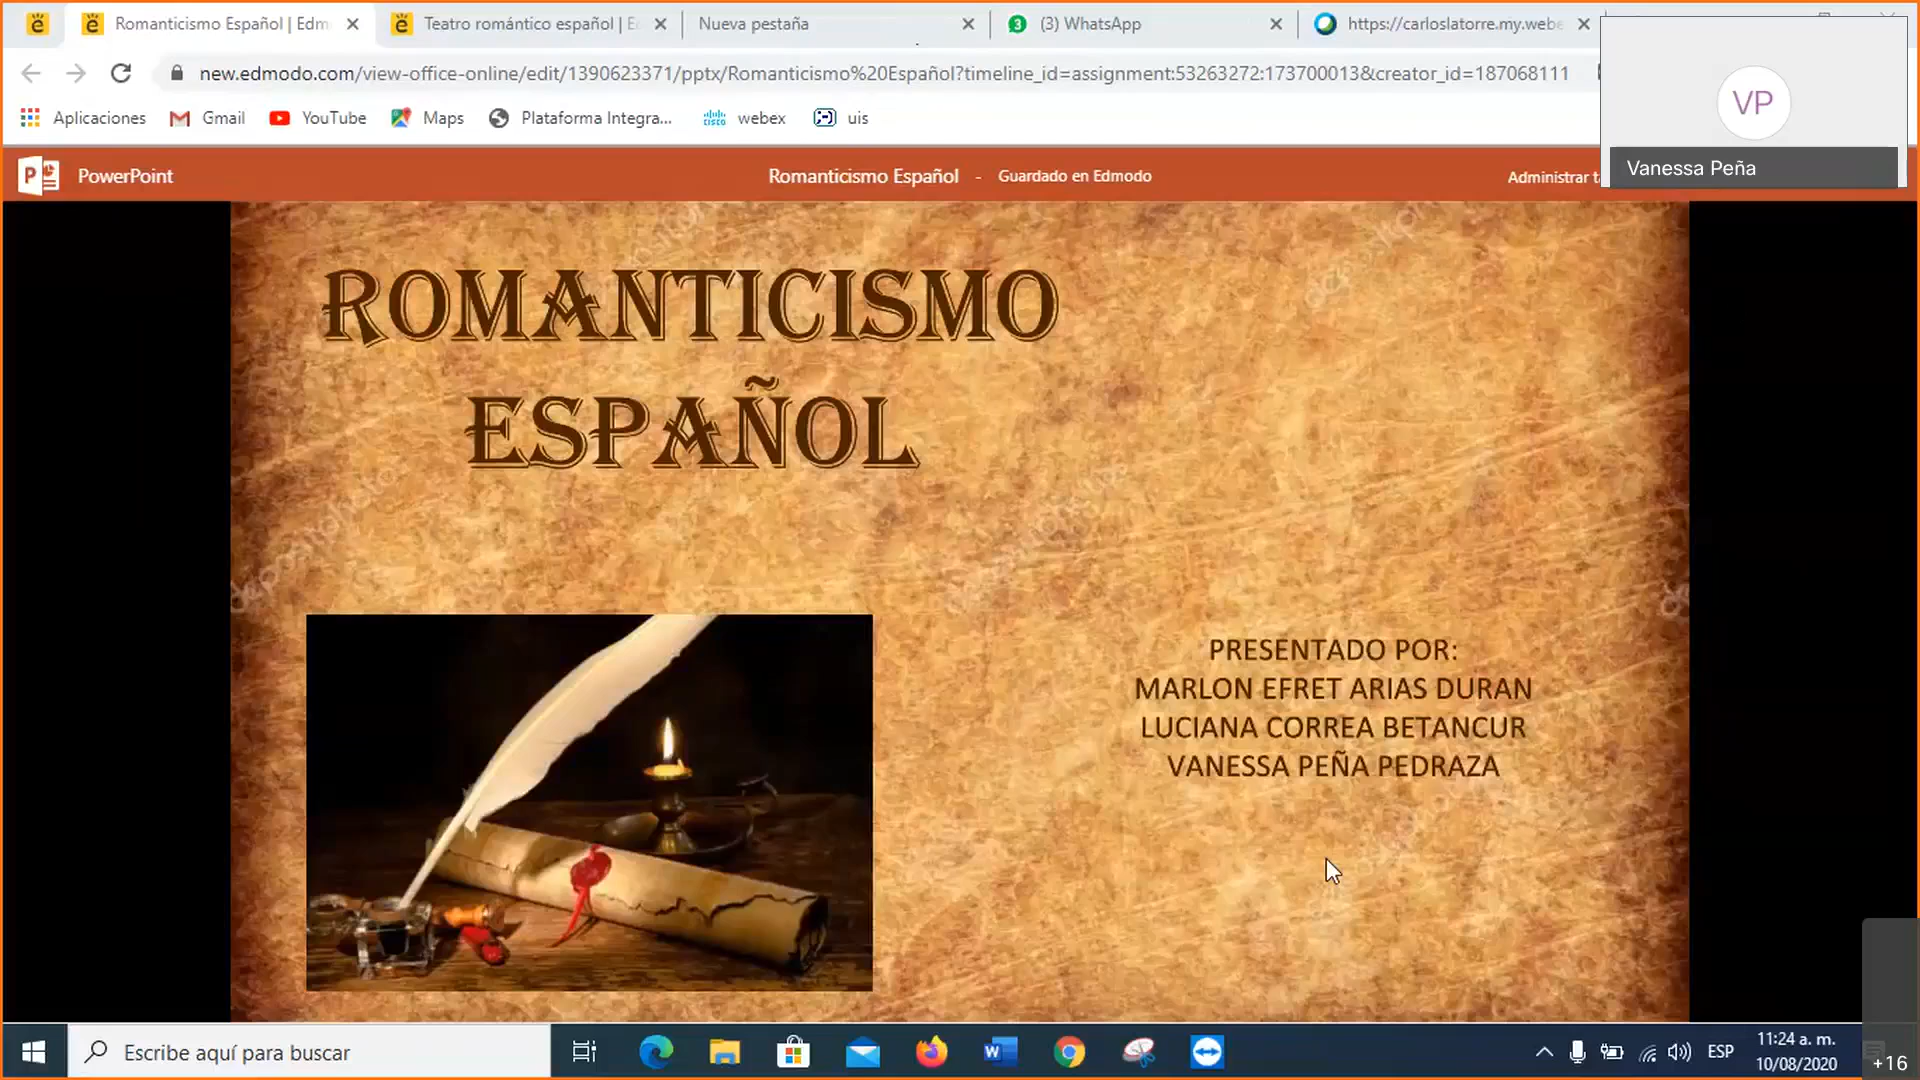 Romanticismo Español | Edm
Teatro romántico español | E
Nueva pestaña
(3) WhatsApp
https://carloslatorre.my.webe
new.edmodo.com/view-office-online/edit/1390623371/pptx/Romanticismo%20Español?timeline_id=assignment:53263272:173700013&creator_id=187068111
Aplicaciones
Gmail
YouTube
Maps
Plataforma Integra...
webex
uis
VP
Vanessa Peña
PowerPoint
Romanticismo Español - Guardado en Edmodo
Administrar ta
ROMANTICISMO
ESPAÑOL
PRESENTADO POR:
MARLON EFRET ARIAS DURAN
LUCIANA CORREA BETANCUR
VANESSA PEÑA PEDRAZA
Escribe aquí para buscar
ESP
11:24 a. m.
10/08/2020
+16